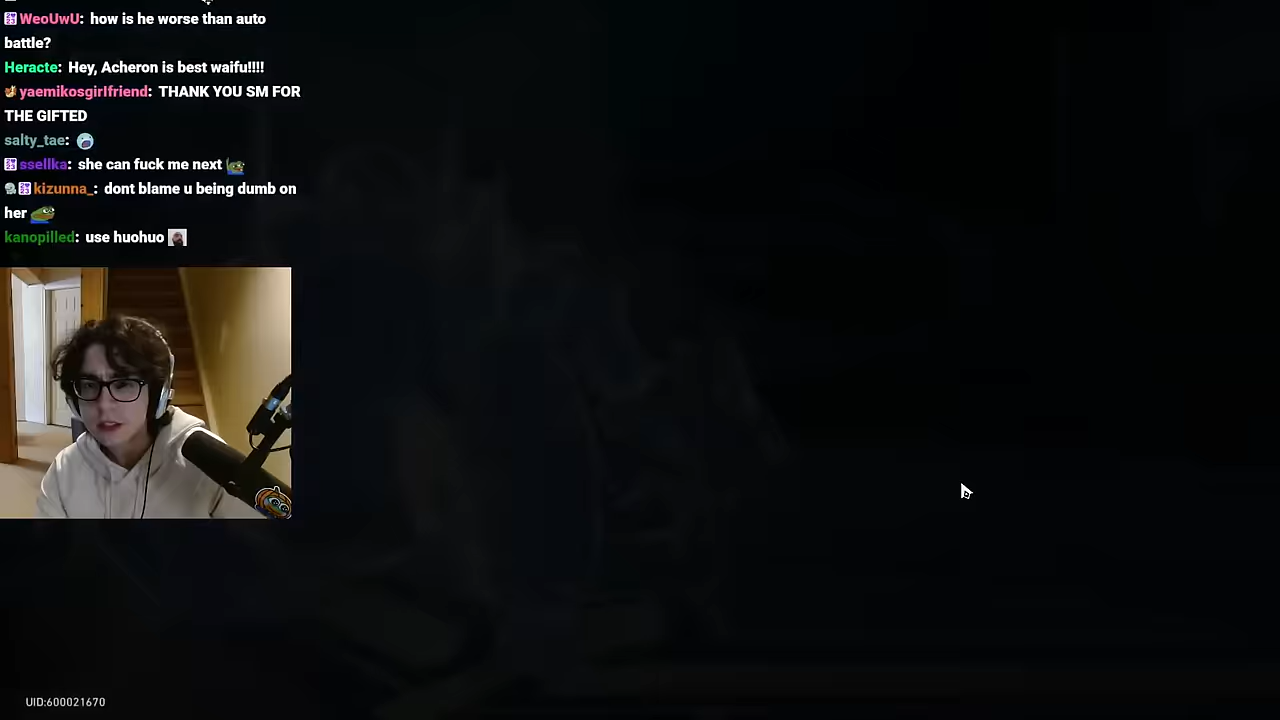 WeoUwU: how is he worse than auto
battle?
Heracte: Hey, Acheron is best waifu!!!!
yaemikosgirlfriend: THANK YOU SM FOR
THE GIFTED
salty_tae:
ssellka: she can fuck me next
kizunna_: dont blame u being dumb on
her
kanopilled: use huohuo
UID:600021670